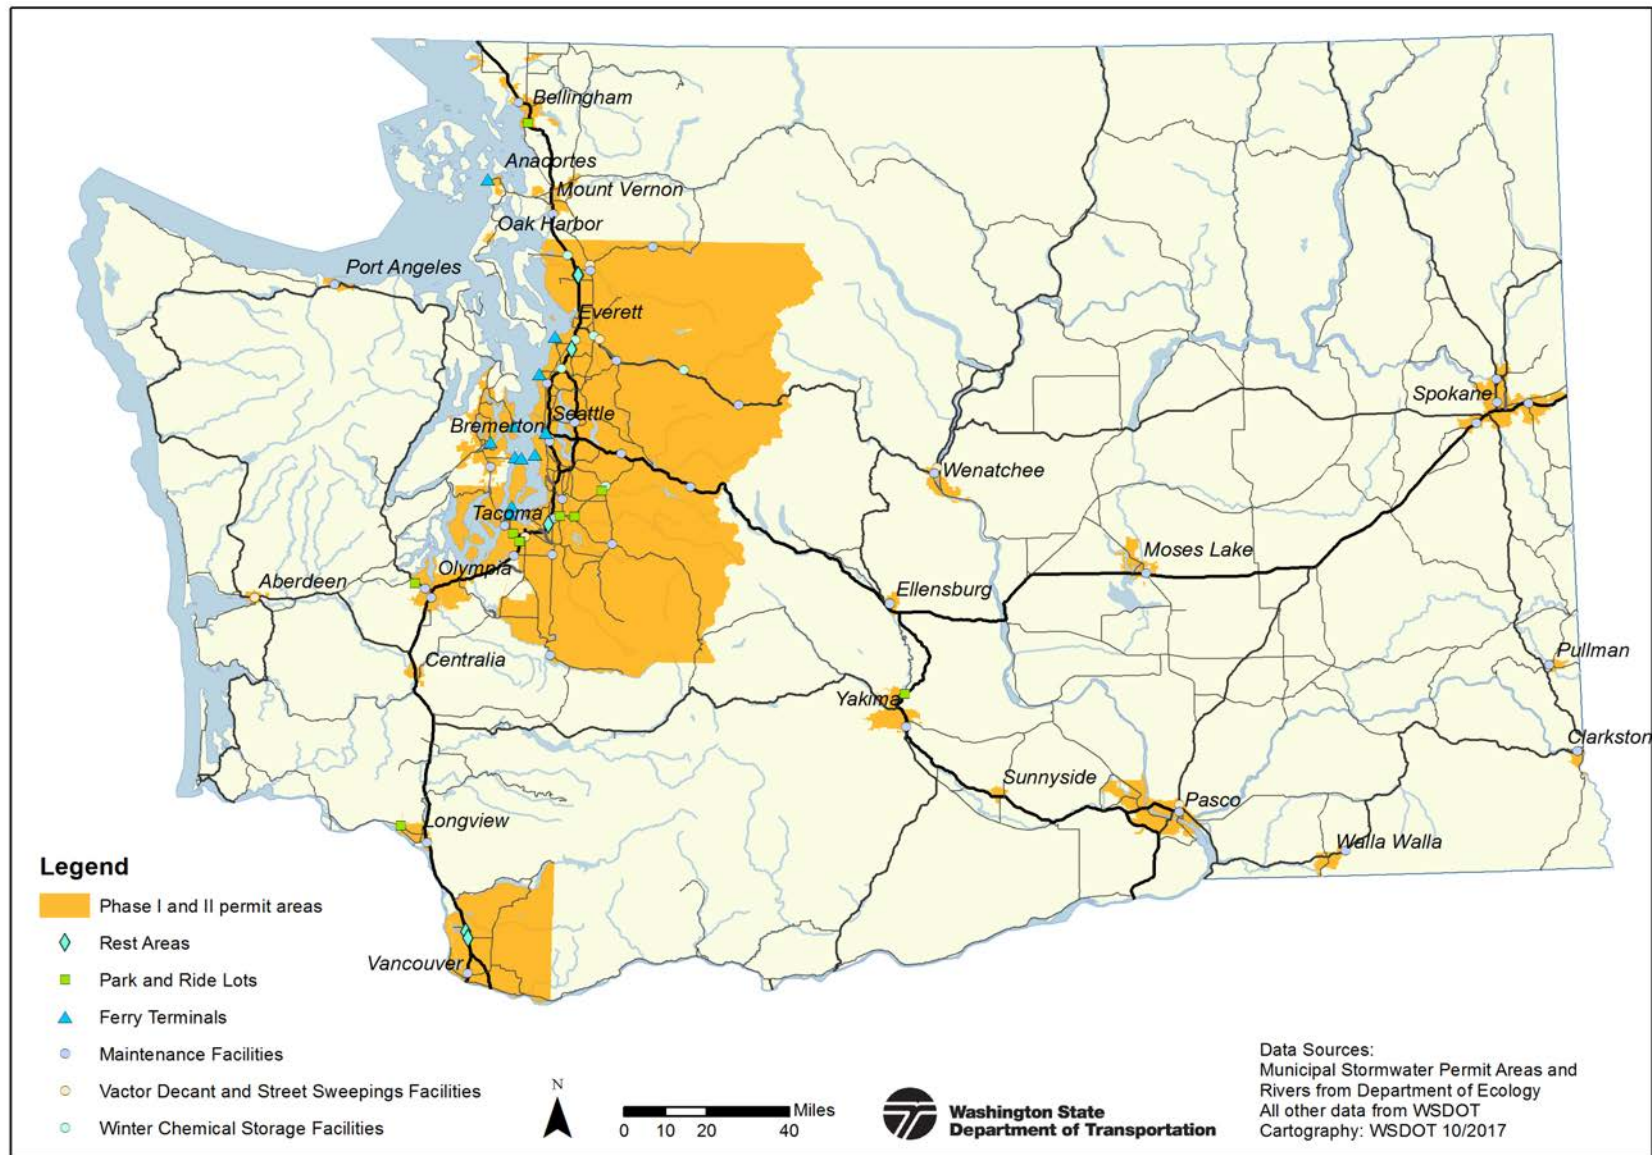 Bellingham
Anacortes
Mount Vernon
Oak Harbor
Port Angeles
Everett
Spokane
Seattle
Bremerton
Wenatchee
Tacoma
Moses Lake
Olympia
Aberdeen
Ellensburg
Pullman
Centralia
Yakima
Clarkston
Sunnyside
Pasco
Longview
Walla Walla
Vancouver
Legend
Phase I and II permit areas
Rest Areas
Park and Ride Lots
Ferry Terminals
Maintenance Facilities
Vactor Decant and Street Sweepings Facilities
Winter Chemical Storage Facilities
N
Miles
0 10 20 40
Washington State
Department of Transportation
Data Sources:
Municipal Stormwater Permit Areas and
Rivers from Department of Ecology
All other data from WSDOT
Cartography: WSDOT 10/2017